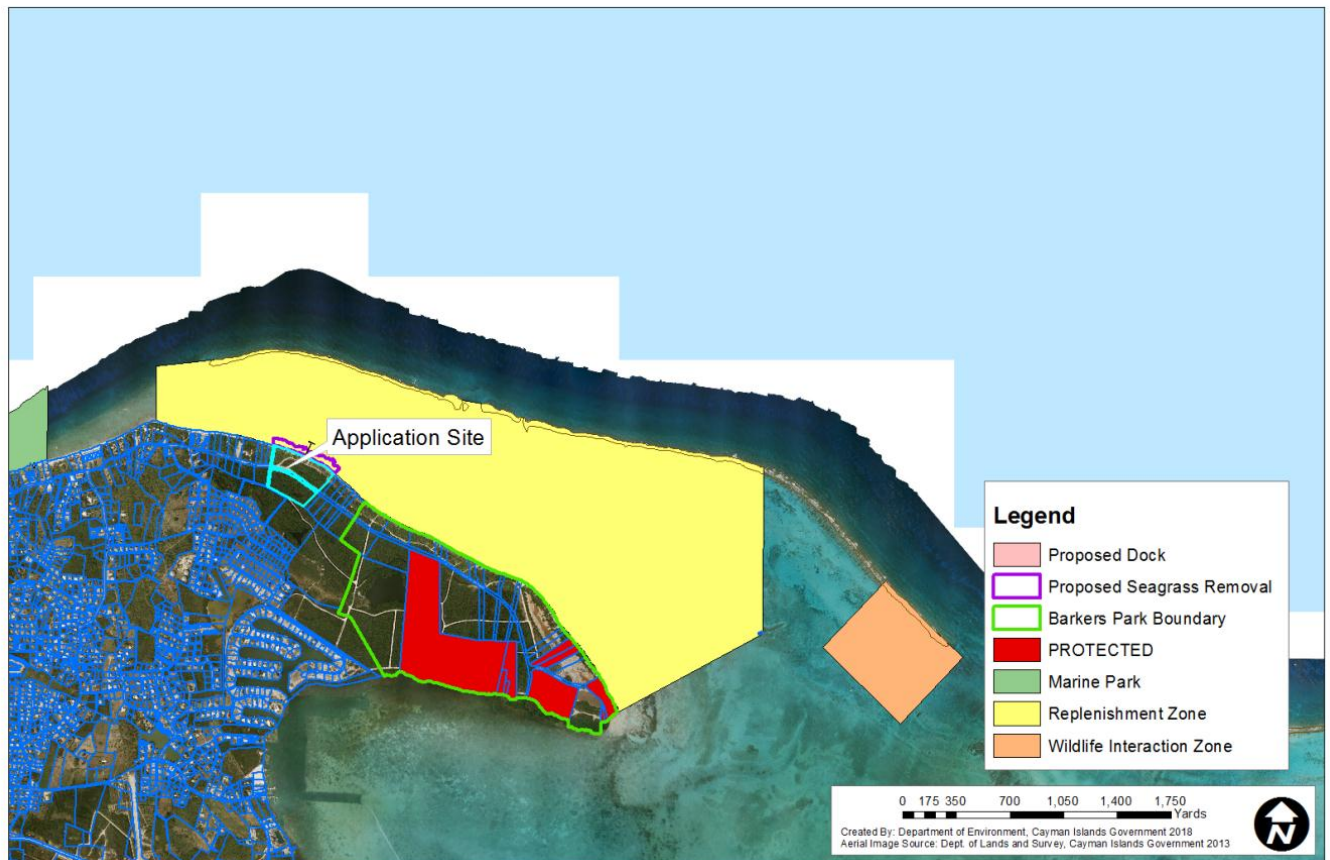 Application Site
Legend
Proposed Dock
Proposed Seagrass Removal
Barkers Park Boundary
PROTECTED
Marine Park
Replenishment Zone
Wildlife Interaction Zone
0 175 350 700 1,050 1,400 1,750
Yards
Created By: Department of Environment, Cayman Islands Government 2018
Aerial Image Source: Dept. of Lands and Survey, Cayman Islands Government 2013
N